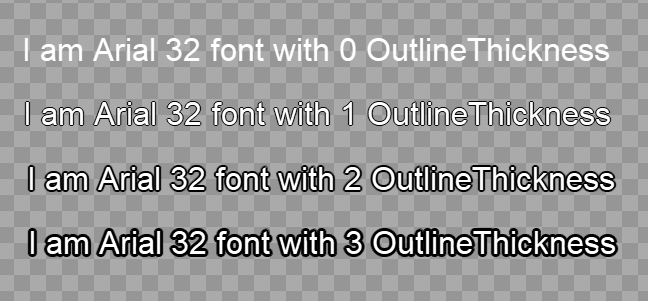 I am Arial 32 font with 0 OutlineThickness
I am Arial 32 font with 1 OutlineThickness
I am Arial 32 font with 2 OutlineThickness
I am Arial 32 font with 3 OutlineThickness